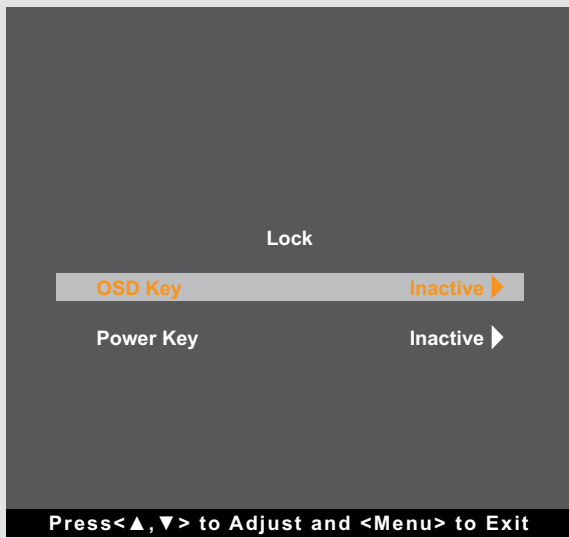 Lock
OSD Key Inactive
Power Key Inactive
Press<▲,▼> to Adjust and <Menu> to Exit